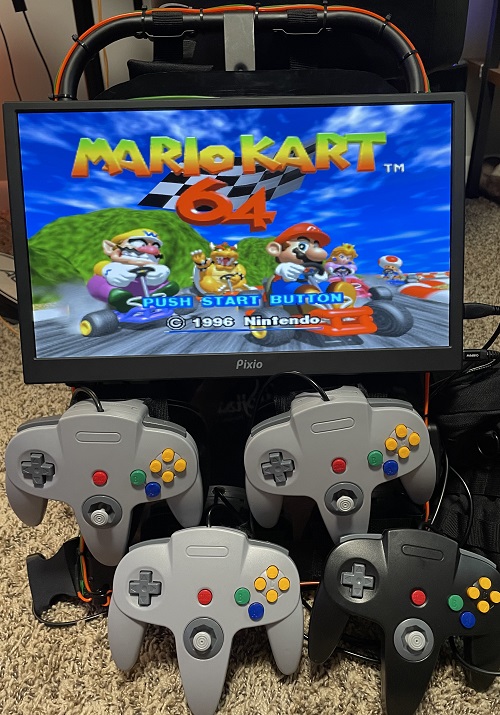 MARIO KART TM
64
PUSH START BUTTON
© 1996 Nintendo
Pixio